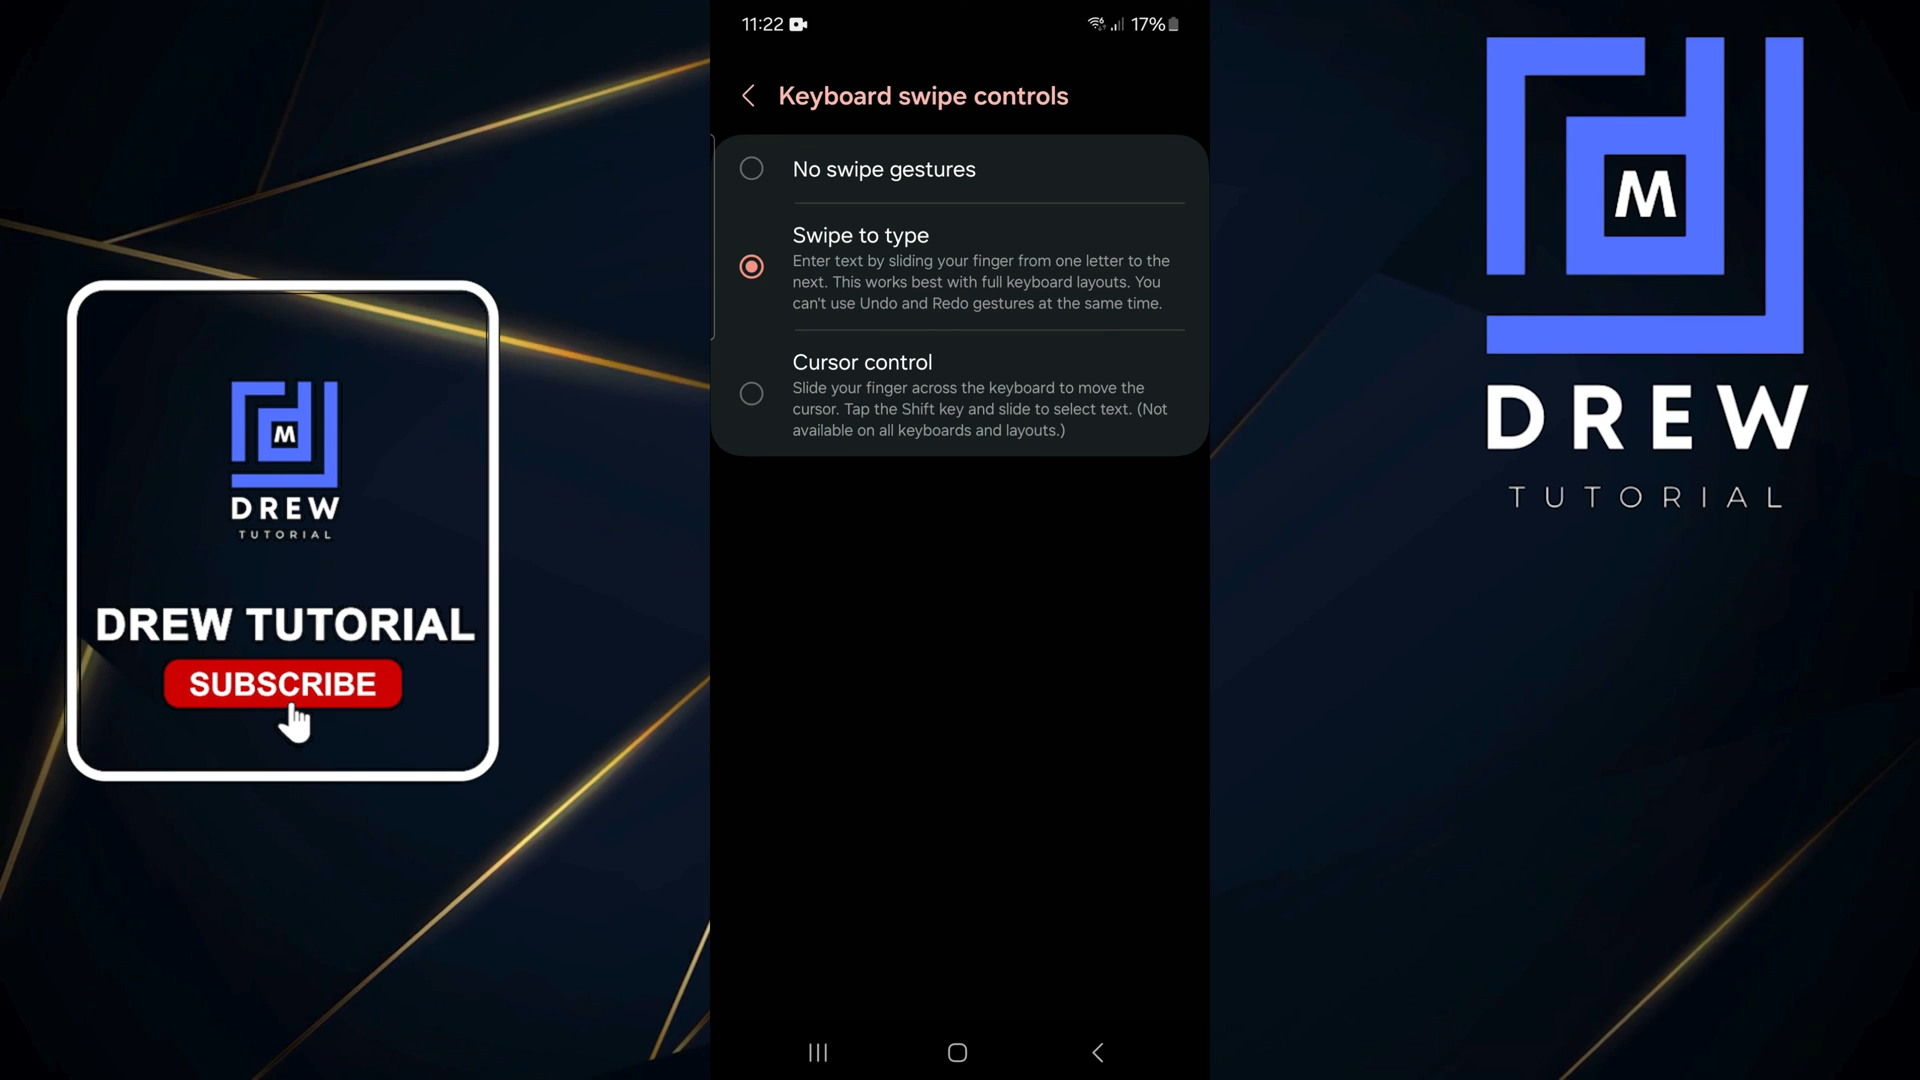 11:22
17%
Keyboard swipe controls
No swipe gestures
Swipe to type
Enter text by sliding your finger from one letter to the
next. This works best with full keyboard layouts. You
can't use Undo and Redo gestures at the same time.
Cursor control
Slide your finger across the keyboard to move the
cursor. Tap the Shift key and slide to select text. (Not
available on all keyboards and layouts.)
M
DREW
TUTORIAL
DREW TUTORIAL
SUBSCRIBE
M
DREW
TUTORIAL